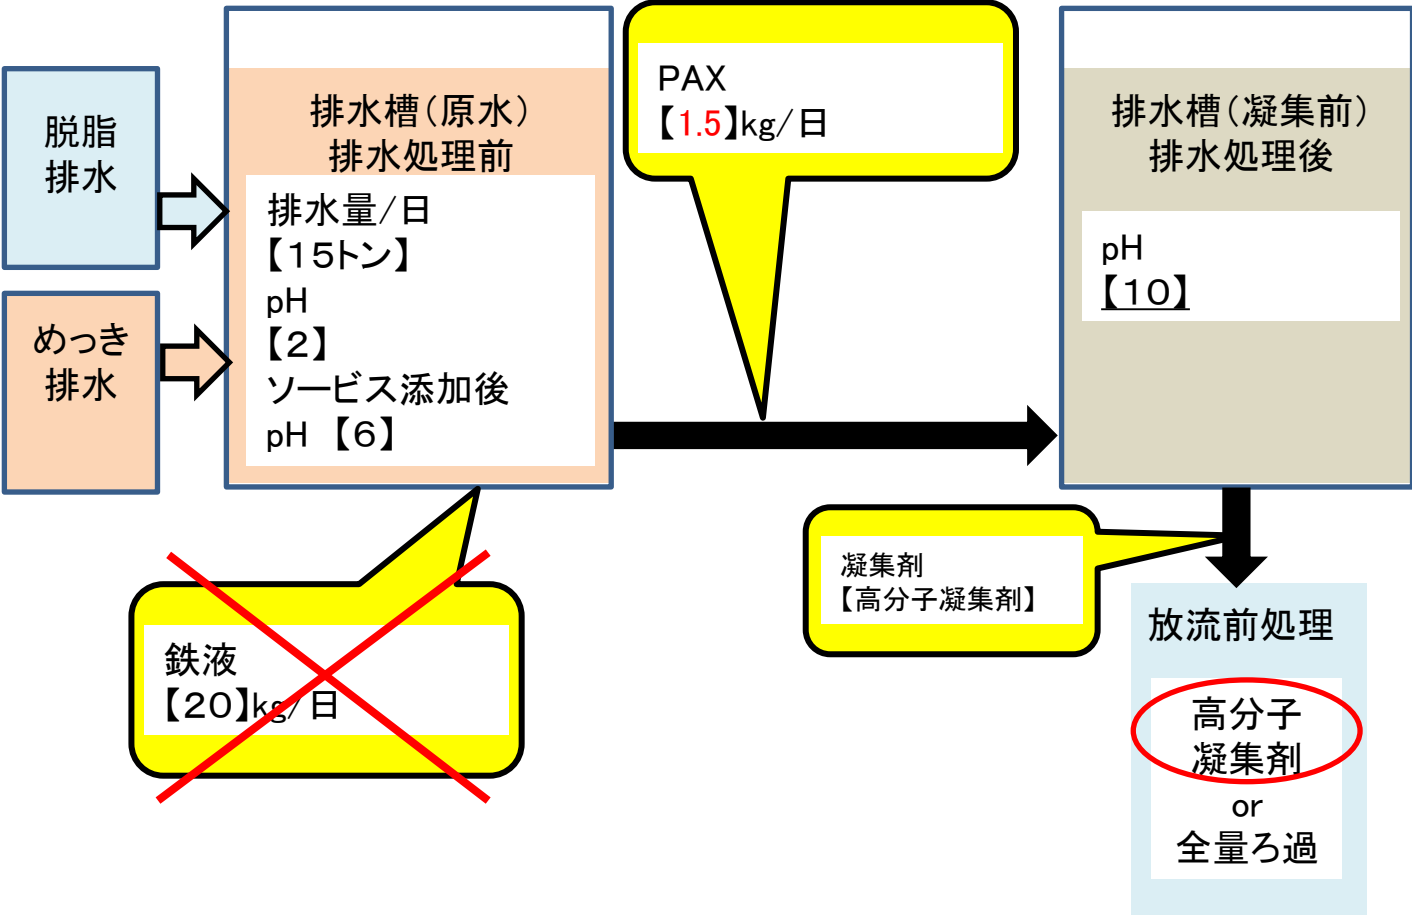 脱脂
排水
めっき
排水
排水槽（原水）
排水処理前
排水量/日
【１５トン】
pH
【２】
ソービス添加後
pH 【６】
PAX
【1.5】kg/日
排水槽（凝集前）
排水処理後
pH
【１０】
鉄液
【２０】kg/日
凝集剤
【高分子凝集剤】
放流前処理
高分子
凝集剤
or
全量ろ過